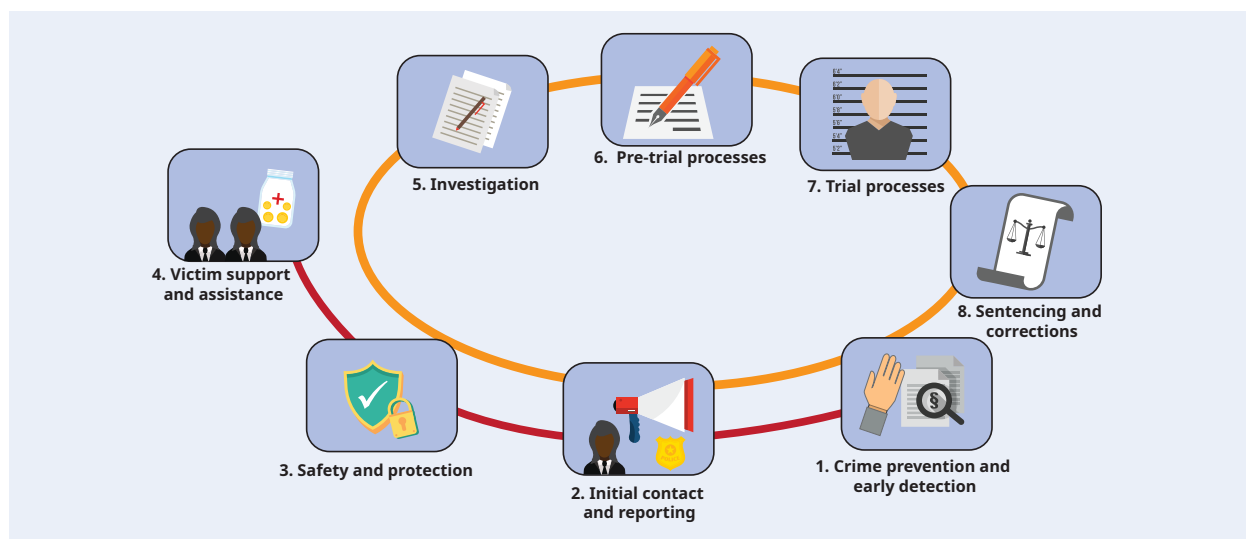 5. Investigation
6. Pre-trial processes
7. Trial processes
4. Victim support
and assistance
8. Sentencing and
corrections
3. Safety and protection
2. Initial contact
and reporting
1. Crime prevention and
early detection
§